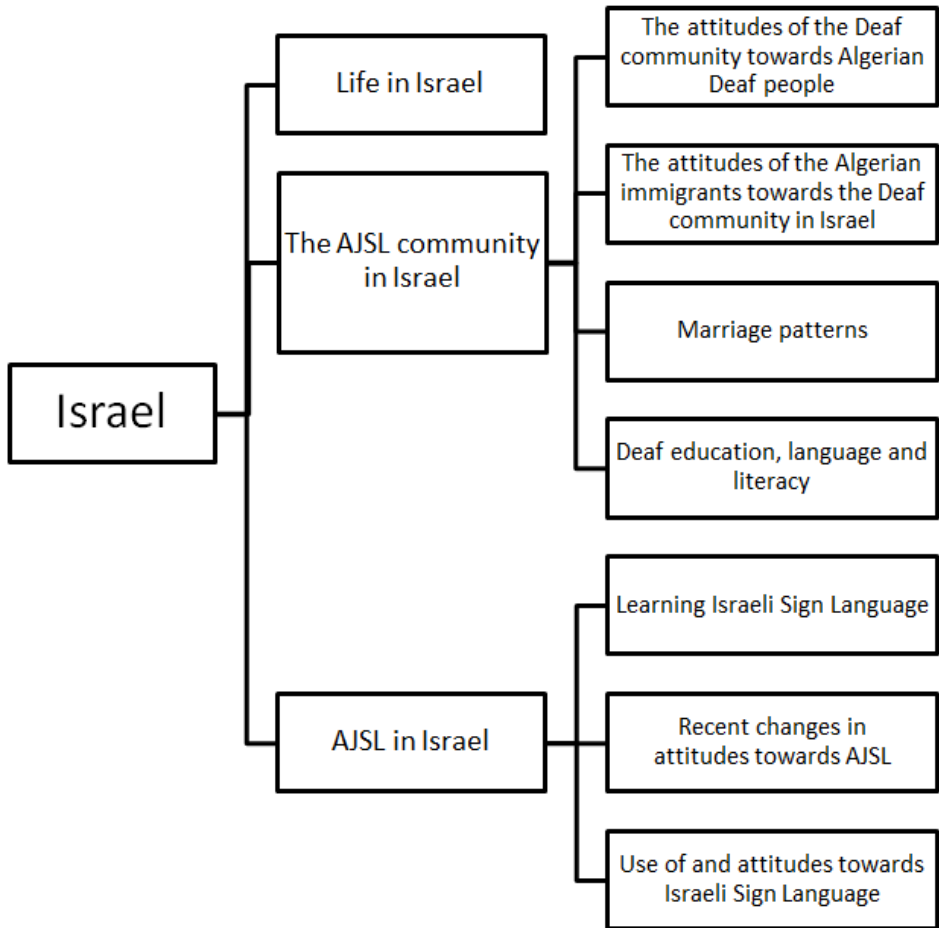 Israel
Life in Israel
The AJSL community
in Israel
The attitudes of the Deaf
community towards Algerian
Deaf people
The attitudes of the Algerian
immigrants towards the Deaf
community in Israel
Marriage patterns
Deaf education, language and
literacy
AJSL in Israel
Learning Israeli Sign Language
Recent changes in
attitudes towards AJSL
Use of and attitudes towards
Israeli Sign Language